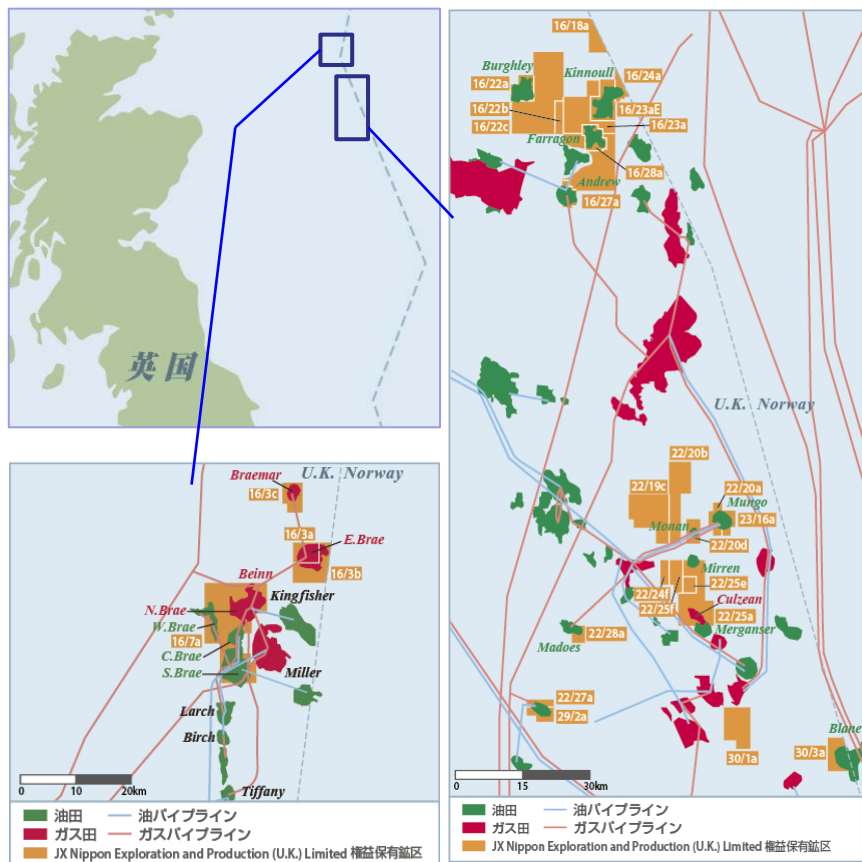 英国
Braemar
U.K. Norway
16/3c
16/3a
E.Brae
16/3b
Beinn
Kingfisher
N.Brae
W.Brae
16/7a
C.Brae
S.Brae
Miller
Larch
Birch
Tiffany
0 10 20km
油田 油パイプライン
ガス田 ガスパイプライン
JX Nippon Exploration and Production (U.K.) Limited 権益保有鉱区
16/18a
Burghley
Kinnoull
16/24a
16/22a
16/22b
16/23aE
16/22c
16/23a
Farragon
16/28a
Andrew
16/27a
U.K. Norway
22/20b
22/19c
22/20a
Mungo
23/16a
Monan
22/20d
Mirren
22/24f
22/25e
22/25f
Culzean
22/25a
Merganser
22/28a
Madoes
22/27a
29/2a
Blane
30/1a
30/3a
0 15 30km
油田 油パイプライン
ガス田 ガスパイプライン
JX Nippon Exploration and Production (U.K.) Limited 権益保有鉱区